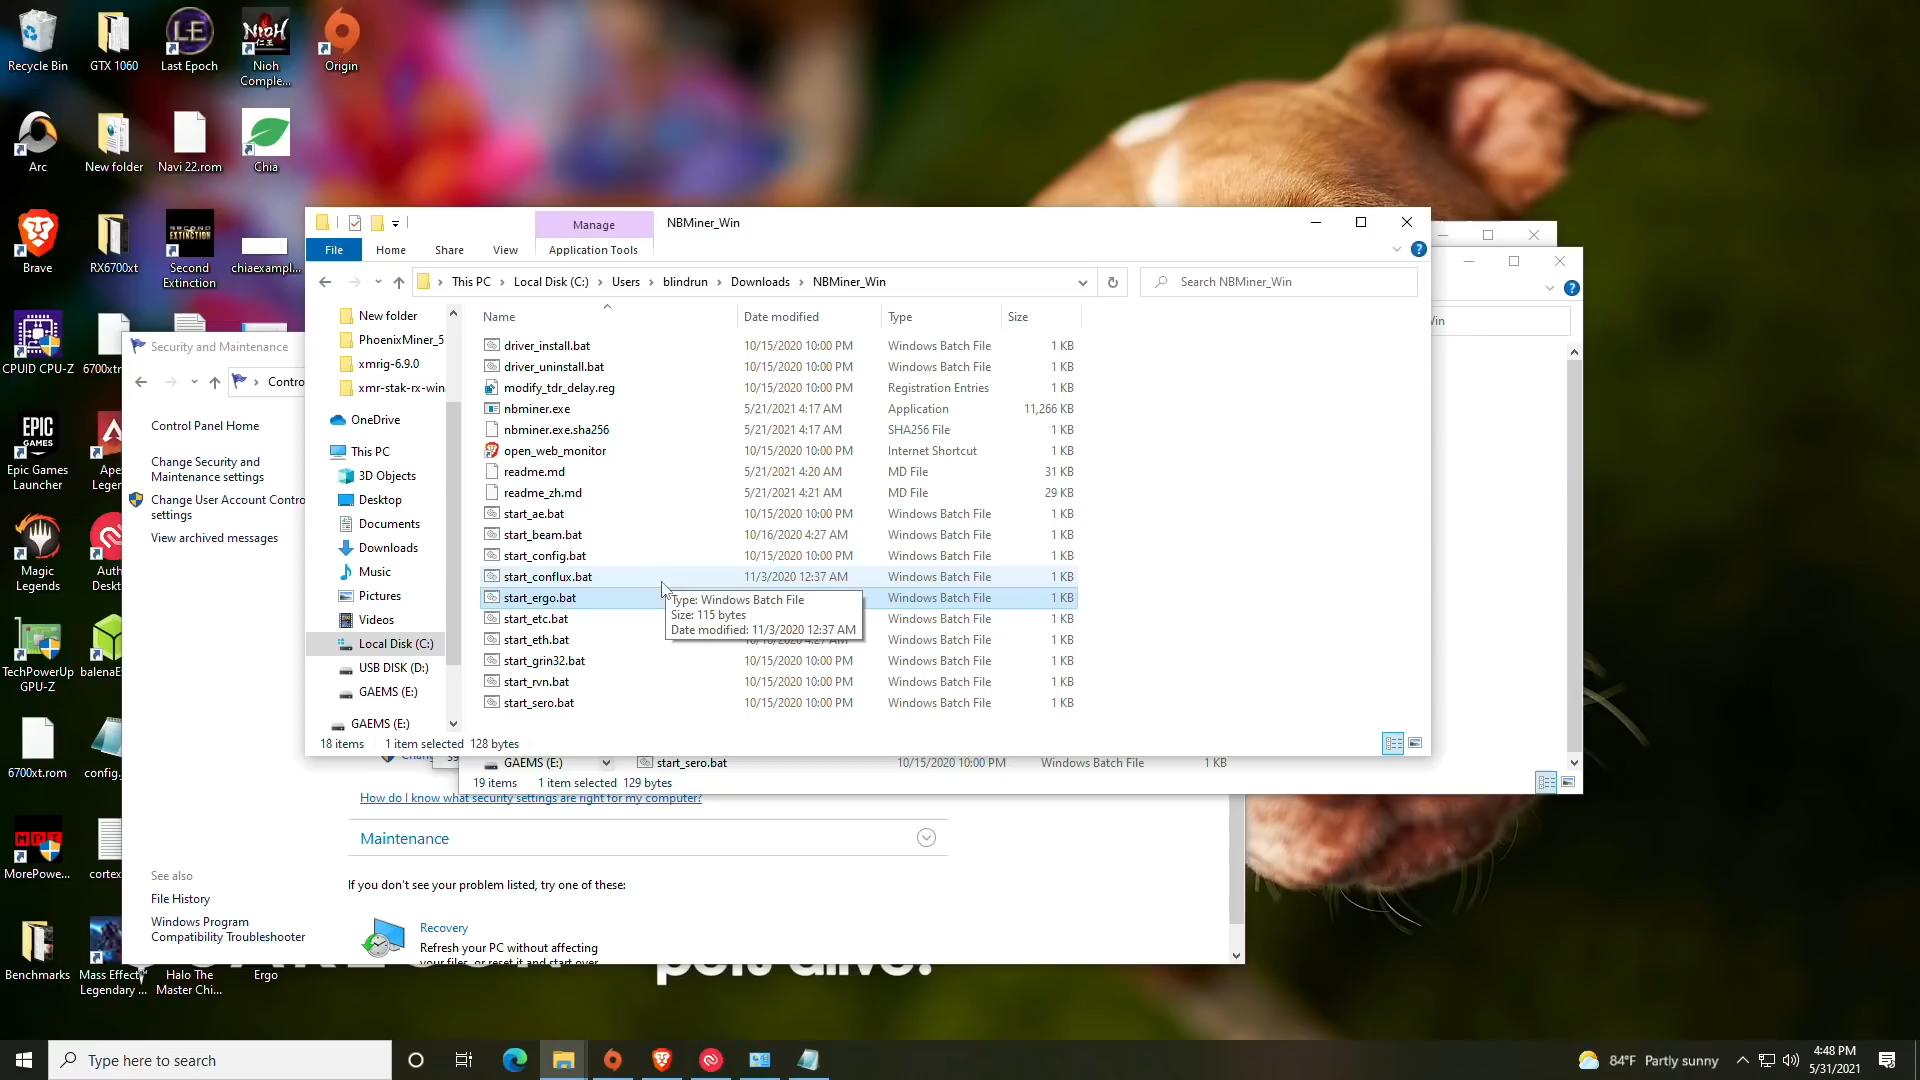 Recycle Bin
GTX 1060
Last Epoch
Nioh
Comple...
Origin
Arc
New folder
Navi 22.rom
Chia
Brave
RX6700xt
Second
Extinction
chiaexampl...
CPUID CPU-Z
6700xtr
Epic Games
Launcher
Ape
Legen
Magic
Legends
Auth
Deskt
TechPowerUp
GPU-Z
balenaE
6700xt.rom
config.
MorePowe...
cortex
Benchmarks
Mass Effect
Legendary ...
Halo The
Master Chi...
Ergo
Manage
NBMiner_Win
File
Home
Share
View
Application Tools
This PC
Local Disk (C:)
Users
blindrun
Downloads
NBMiner_Win
Search NBMiner_Win
Name
Date modified
Type
Size
New folder
PhoenixMiner_5
xmrig-6.9.0
xmr-stak-rx-win
OneDrive
This PC
3D Objects
Desktop
Documents
Downloads
Music
Pictures
Videos
Local Disk (C:)
USB DISK (D:)
GAEMS (E:)
GAEMS (E:)
driver_install.bat 10/15/2020 10:00 PM Windows Batch File 1 KB
driver_uninstall.bat 10/15/2020 10:00 PM Windows Batch File 1 KB
modify_tdr_delay.reg 10/15/2020 10:00 PM Registration Entries 1 KB
nbminer.exe 5/21/2021 4:17 AM Application 11,266 KB
nbminer.exe.sha256 5/21/2021 4:17 AM SHA256 File 1 KB
open_web_monitor 10/15/2020 10:00 PM Internet Shortcut 1 KB
readme.md 5/21/2021 4:20 AM MD File 31 KB
readme_zh.md 5/21/2021 4:21 AM MD File 29 KB
start_ae.bat 10/15/2020 10:00 PM Windows Batch File 1 KB
start_beam.bat 10/16/2020 4:27 AM Windows Batch File 1 KB
start_config.bat 10/15/2020 10:00 PM Windows Batch File 1 KB
start_conflux.bat 11/3/2020 12:37 AM Windows Batch File 1 KB
start_ergo.bat Windows Batch File 1 KB
start_etc.bat Windows Batch File 1 KB
start_eth.bat 10/16/2020 4:27 AM Windows Batch File 1 KB
start_grin32.bat 10/15/2020 10:00 PM Windows Batch File 1 KB
start_rvn.bat 10/15/2020 10:00 PM Windows Batch File 1 KB
start_sero.bat 10/15/2020 10:00 PM Windows Batch File 1 KB
Type: Windows Batch File
Size: 115 bytes
Date modified: 11/3/2020 12:37 AM
18 items 1 item selected 128 bytes
GAEMS (E:)
start_sero.bat 10/15/2020 10:00 PM Windows Batch File 1 KB
19 items 1 item selected 129 bytes
Security and Maintenance
Contro
Control Panel Home
Change Security and
Maintenance settings
Change User Account Contro
settings
View archived messages
See also
File History
Windows Program
Compatibility Troubleshooter
How do I know what security settings are right for my computer?
Maintenance
If you don't see your problem listed, try one of these:
Recovery
Refresh your PC without affecting
your files, or reset it and start over
pets alive.
Type here to search
84°F Partly sunny
4:48 PM
5/31/2021